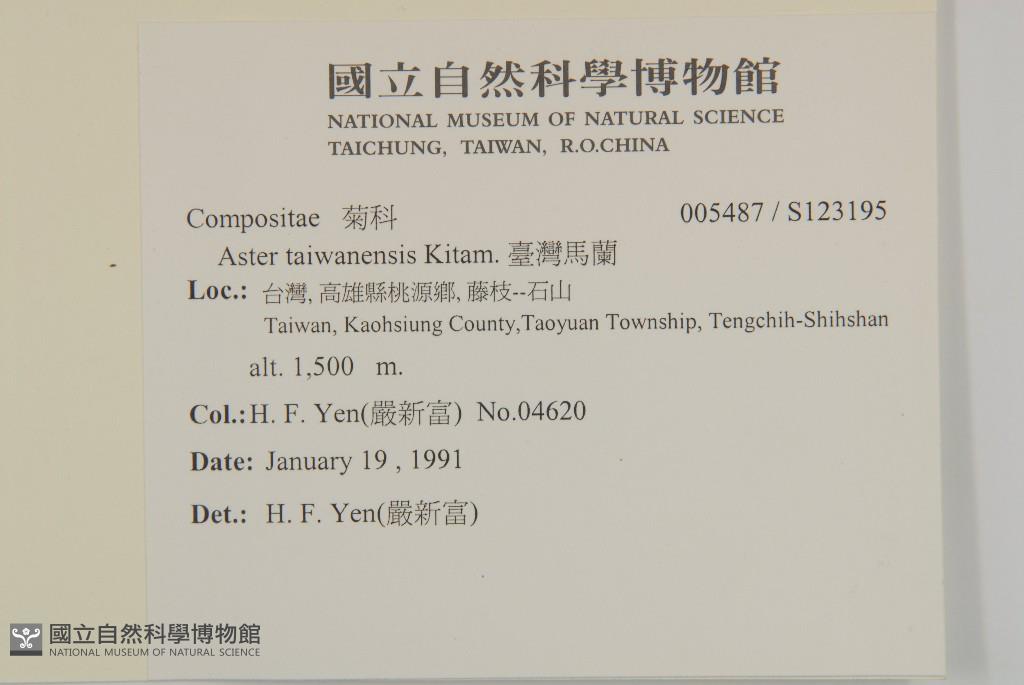 國立自然科學博物館
NATIONAL MUSEUM OF NATURAL SCIENCE
TAICHUNG, TAIWAN, R.O.CHINA
Compositae 菊科 005487 / S123195
Aster taiwanensis Kitam. 臺灣馬蘭
Loc.: 台灣, 高雄縣桃源鄉, 藤枝--石山
Taiwan, Kaohsiung County,Taoyuan Township, Tengchih-Shihshan
alt. 1,500 m.
Col.:H. F. Yen(嚴新富) No.04620
Date: January 19 , 1991
Det.: H. F. Yen(嚴新富)
國立自然科學博物館
NATIONAL MUSEUM OF NATURAL SCIENCE